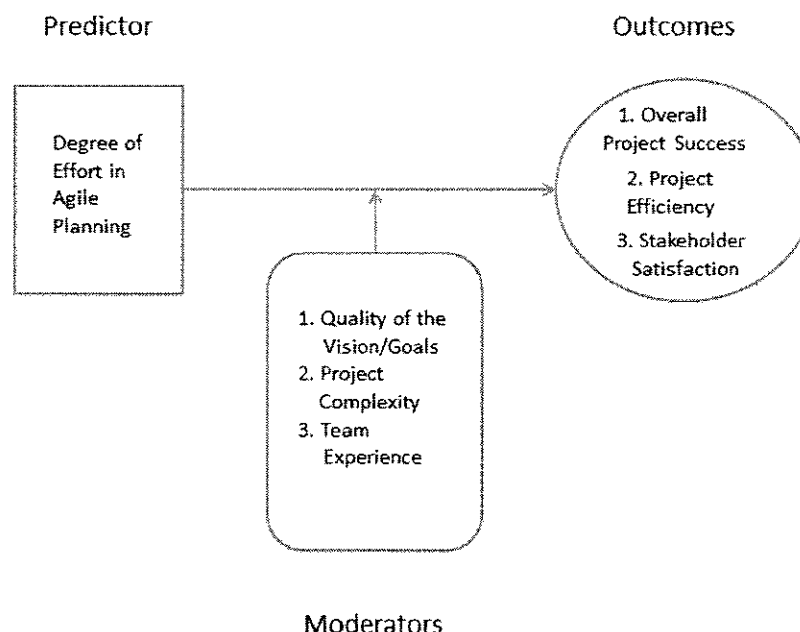 Predictor
Outcomes
Degree of
Effort in
Agile
Planning
1. Overall
Project Success
2. Project
Efficiency
3. Stakeholder
Satisfaction
1. Quality of the
Vision/Goals
2. Project
Complexity
3. Team
Experience
Moderators